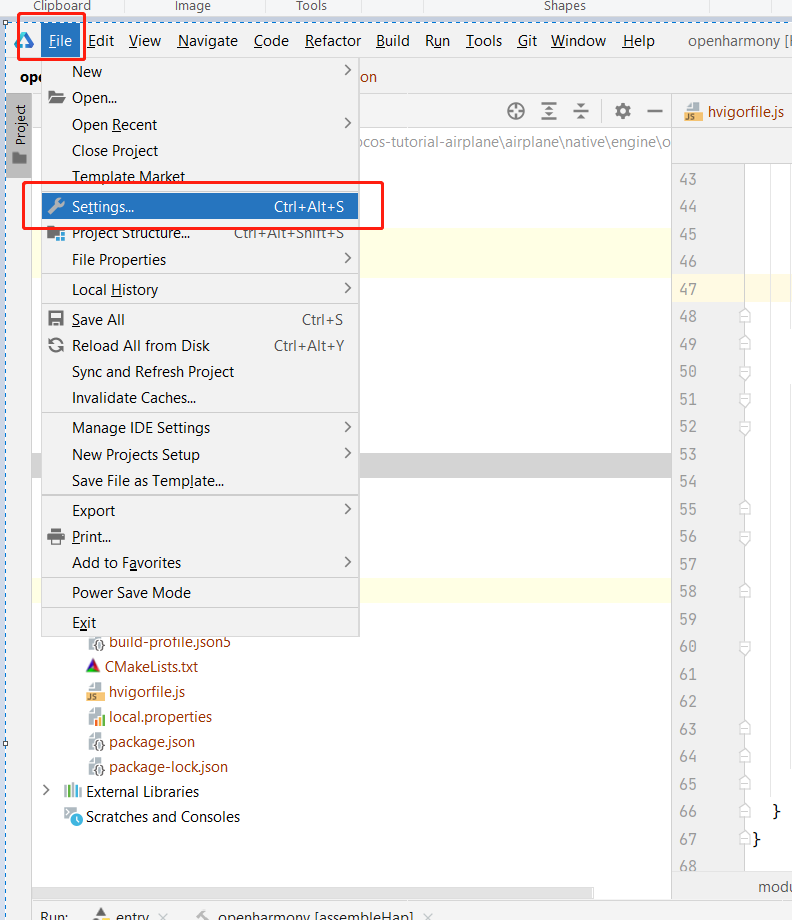 Clipboard Image Tools Shapes
File Edit View Navigate Code Refactor Build Run Tools Git Window Help openharmony [
ope on
Project
New
Open...
Open Recent
Close Project
Template Market
Settings... Ctrl+Alt+S
Project Structure... Ctrl+Alt+Shift+S
File Properties
Local History
Save All Ctrl+S
Reload All from Disk Ctrl+Alt+Y
Sync and Refresh Project
Invalidate Caches...
Manage IDE Settings
New Projects Setup
Save File as Template...
Export
Print...
Add to Favorites
Power Save Mode
Exit
ocos-tutorial-airplane\airplane\native\engine\o
build-profile.json5
CMakeLists.txt
JS hvigorfile.js
local.properties
package.json
package-lock.json
External Libraries
Scratches and Consoles
JS hvigorfile.js
43
44
45
46
47
48
49
50
51
52
53
54
55
56
57
58
59
60
61
62
63
64
65
66 }
67 }
68
modu
Run: entry openharmony [assembleHap]